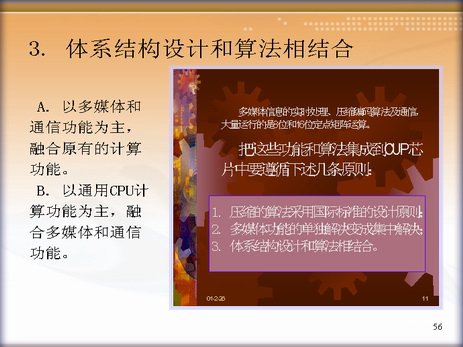 3. 体系结构设计和算法相结合
A. 以多媒体和
通信功能为主，
融合原有的计算
功能。
B. 以通用CPU计
算功能为主，融
合多媒体和通信
功能。
多媒体信息的实时处理、压缩编码算法及通信,
大量运行的是8位和16位定点矩阵运算。
把这些功能和算法集成到CUP芯
片中要遵循下述几条原则:
1. 压缩的算法采用国际标准的设计原则;
2. 多媒体功能的单独解决变成集中解决;
3. 体系结构设计和算法相结合。
01-2-26
11
56